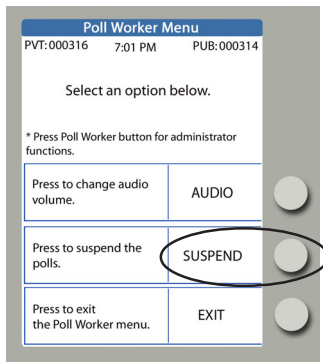 Poll Worker Menu
PVT:000316 7:01 PM PUB:000314
Select an option below.
* Press Poll Worker button for administrator
functions.
Press to change audio
volume.
AUDIO
Press to suspend the
polls.
SUSPEND
Press to exit
the Poll Worker menu.
EXIT